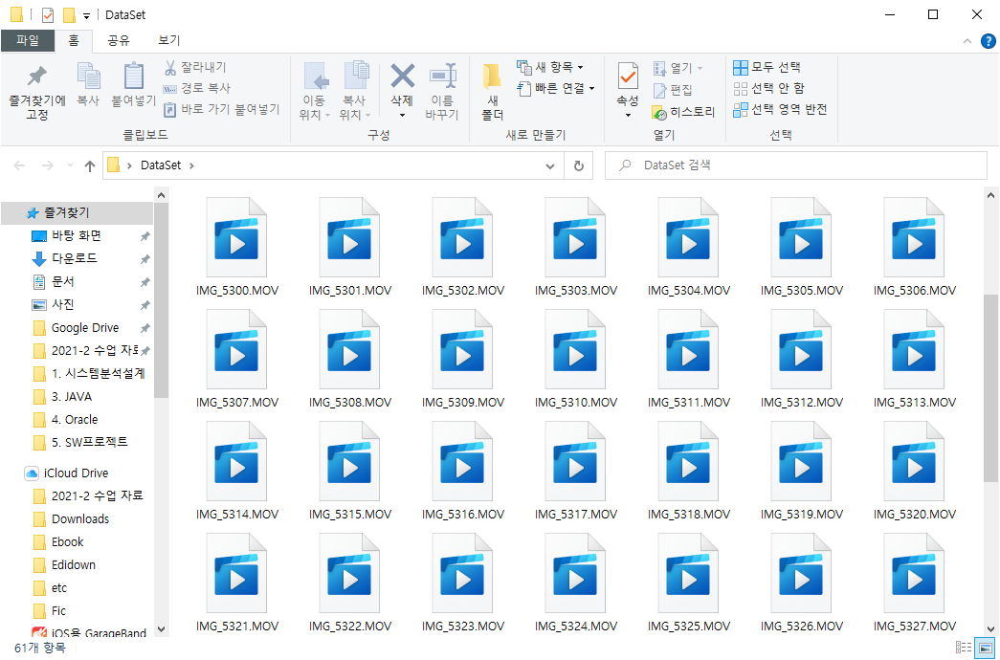 DataSet
파일 홈 공유 보기
즐겨찾기에 고정
복사
붙여넣기
잘라내기
경로 복사
바로 가기 붙여넣기
클립보드
이동 위치
복사 위치
삭제
이름 바꾸기
구성
새 폴더
새 항목
빠른 연결
새로 만들기
속성
열기
편집
히스토리
열기
모두 선택
선택 안 함
선택 영역 반전
선택
DataSet
DataSet 검색
즐겨찾기
바탕 화면
다운로드
문서
사진
Google Drive
2021-2 수업 자료
1. 시스템분석설계
3. JAVA
4. Oracle
5. SW프로젝트
iCloud Drive
2021-2 수업 자료
Downloads
Ebook
Edidown
etc
Fic
iOS용 GarageBand
IMG_5300.MOV IMG_5301.MOV IMG_5302.MOV IMG_5303.MOV IMG_5304.MOV IMG_5305.MOV IMG_5306.MOV
IMG_5307.MOV IMG_5308.MOV IMG_5309.MOV IMG_5310.MOV IMG_5311.MOV IMG_5312.MOV IMG_5313.MOV
IMG_5314.MOV IMG_5315.MOV IMG_5316.MOV IMG_5317.MOV IMG_5318.MOV IMG_5319.MOV IMG_5320.MOV
IMG_5321.MOV IMG_5322.MOV IMG_5323.MOV IMG_5324.MOV IMG_5325.MOV IMG_5326.MOV IMG_5327.MOV
61개 항목